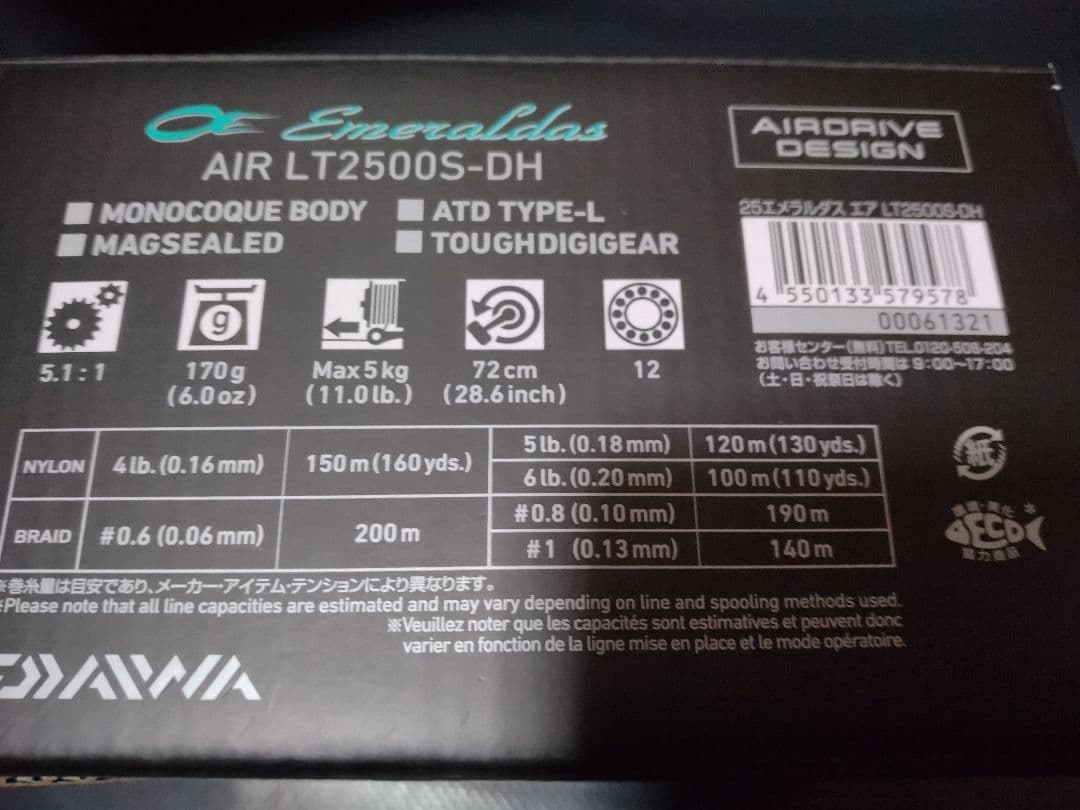 Emeraldas
AIR LT2500S-DH
AIRDRIVE
DESIGN
MONOCOQUE BODY
ATD TYPE-L
MAGSEALED
TOUGHDIGIGEAR
25エメラルダス エア LT2500S-DH
4 550133 579578
00061321
お客様センター(無料)TEL.0120-506-204
お問い合わせ受付時間は 9:00〜17:00
(土・日・祝祭日は除く)
g
5.1:1
170g
(6.0oz)
Max5kg
(11.0lb.)
72cm
(28.6inch)
12
NYLON
4lb.(0.16mm)
150m(160yds.)
5lb.(0.18mm)
120m(130yds.)
6lb.(0.20mm)
100m(110yds.)
BRAID
#0.6(0.06mm)
200m
#0.8(0.10mm)
190m
#1 (0.13mm)
140m
紙
ECO
※巻糸量は目安であり、メーカー・アイテム・テンションにより異なります。
※Please note that all line capacities are estimated and may vary depending on line and spooling methods used.
※Veuillez noter que les capacités sont estimatives et peuvent donc
varier en fonction de la ligne mise en place et le mode opératoire.
DAIWA